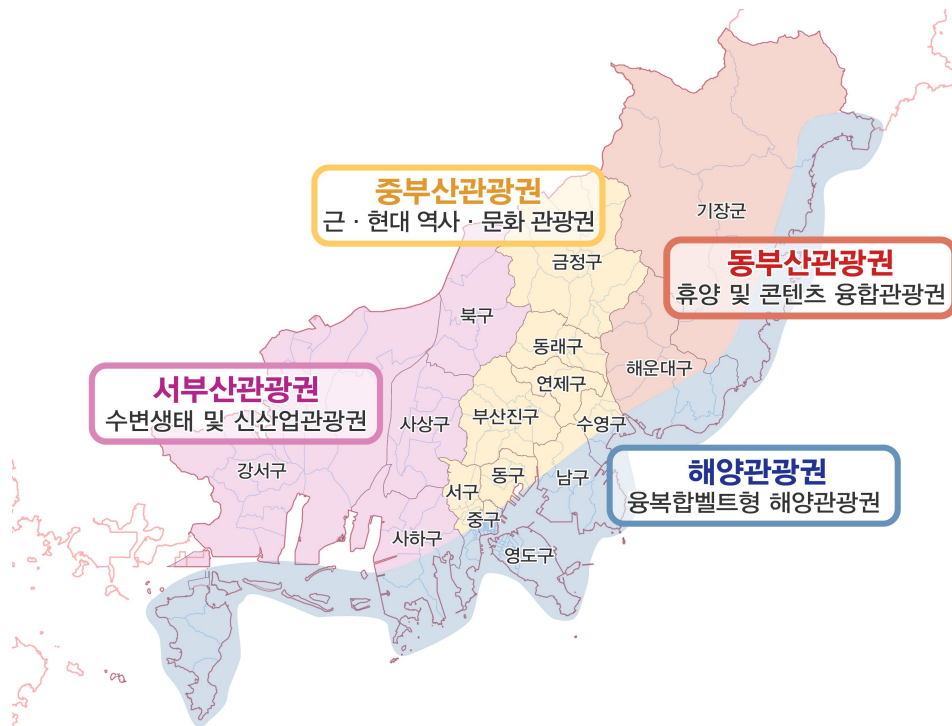 중부산관광권
근 · 현대 역사 · 문화 관광권
기장군
금정구
동부산관광권
휴양 및 콘텐츠 융합관광권
북구
동래구
해운대구
연제구
서부산관광권
수변생태 및 신산업관광권
사상구
부산진구
수영구
강서구
동구
남구
해양관광권
융복합벨트형 해양관광권
서구
중구
사하구
영도구